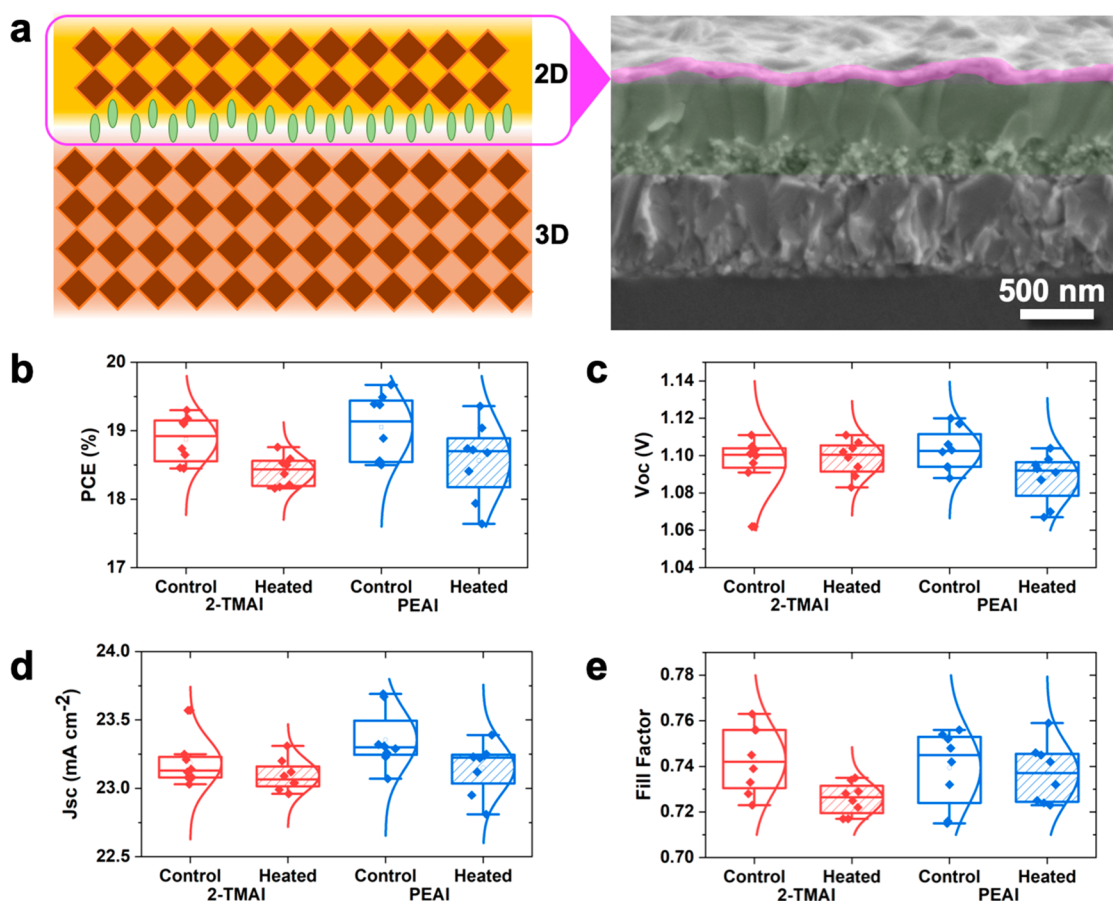 a
2D
3D
500 nm
b
PCE (%)
20
19
18
17
Control
Heated
Control
Heated
2-TMAI
PEAI
c
Voc (V)
1.14
1.12
1.10
1.08
1.06
1.04
Control
Heated
Control
Heated
2-TMAI
PEAI
d
Jsc (mA cm⁻²)
24.0
23.5
23.0
22.5
Control
Heated
Control
Heated
2-TMAI
PEAI
e
Fill Factor
0.78
0.76
0.74
0.72
0.70
Control
Heated
Control
Heated
2-TMAI
PEAI